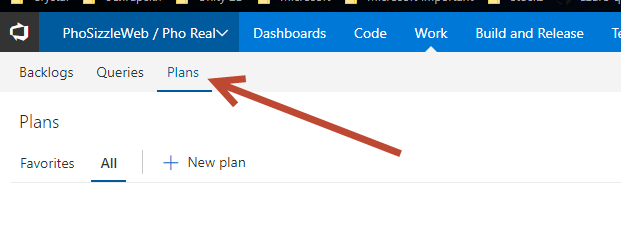 PhoSizzleWeb / Pho Real Dashboards Code Work Build and Release
Backlogs Queries Plans
Plans
Favorites All New plan